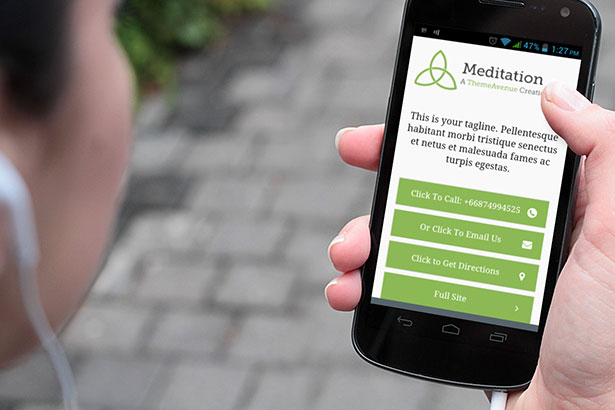 47% 1:27 PM
Meditation
A ThemeAvenue Creation
This is your tagline. Pellentesque
habitant morbi tristique senectus
et netus et malesuada fames ac
turpis egestas.
Click To Call: +66874994525
Or Click To Email Us
Click to Get Directions
Full Site